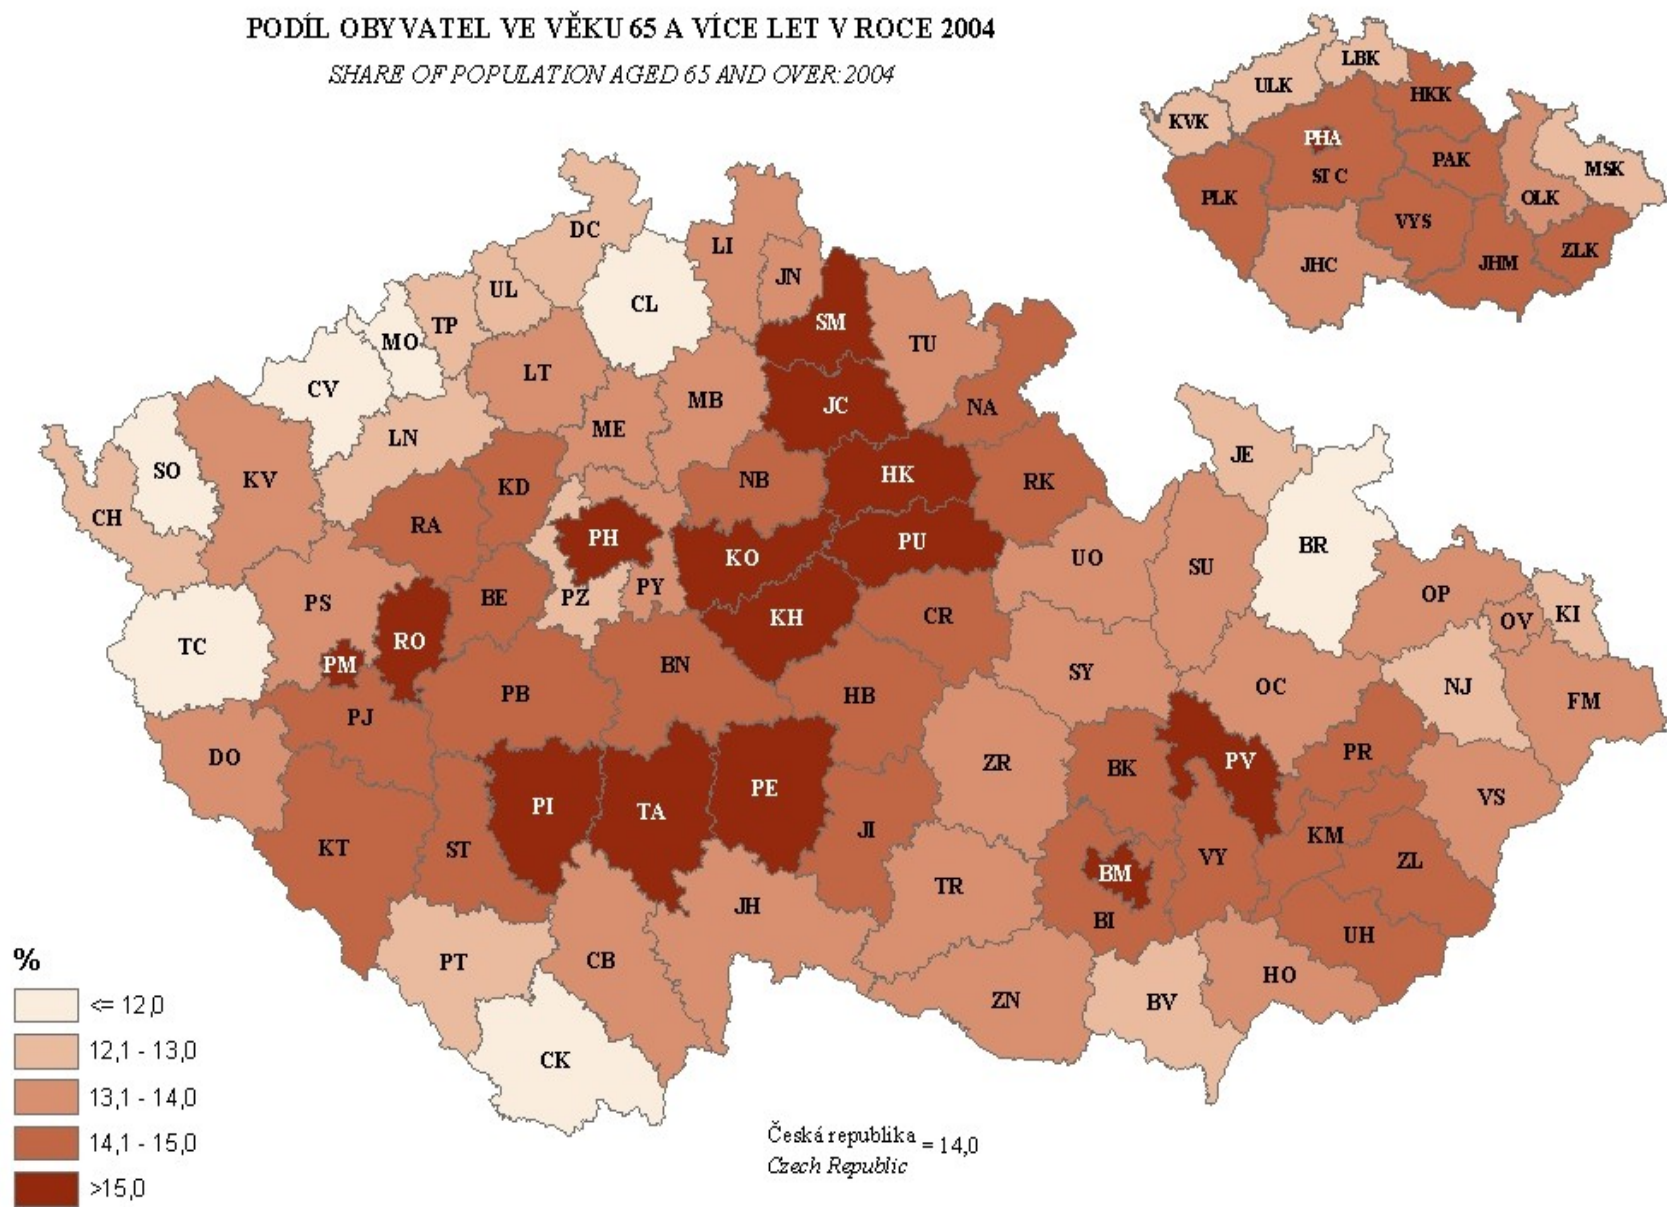 PODÍL OBYVATEL VE VĚKU 65 A VÍCE LET V ROCE 2004
SHARE OF POPULATION AGED 65 AND OVER: 2004
LBK
ULK
HKK
KVK
PHA
PAK
MSK
STC
PLK
OLK
VYS
ZLK
JHC
JHM
DC
LI
JN
UL
CL
TP
SM
MO
TU
LT
CV
MB
JC
NA
ME
LN
JE
SO
KV
KD
NB
HK
RK
CH
RA
PH
KO
PU
UO
BR
SU
PS
BE
PZ
PY
KH
CR
OP
OV
KI
TC
RO
PM
BN
SY
OC
NJ
PB
HB
FM
PJ
DO
PI
TA
PE
ZR
BK
PV
PR
VS
KT
ST
JI
VY
KM
ZL
BM
TR
JH
BI
UH
PT
CB
HO
ZN
BV
CK
%
<= 12,0
12,1 - 13,0
13,1 - 14,0
14,1 - 15,0
>15,0
Česká republika = 14,0
Czech Republic